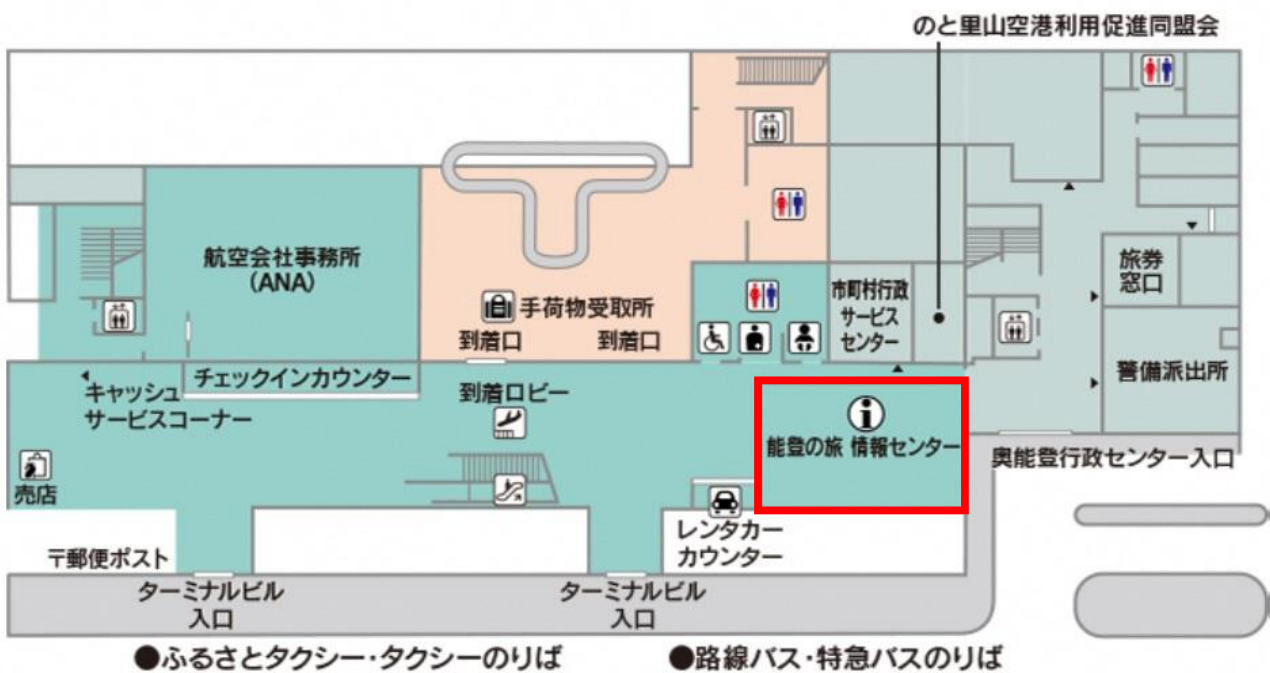 のと里山空港利用促進同盟会
航空会社事務所
(ANA)
手荷物受取所
到着口
到着口
市町村行政
サービス
センター
旅券
窓口
警備派出所
チェックインカウンター
キャッシュ
サービスコーナー
到着ロビー
能登の旅 情報センター
奥能登行政センター入口
売店
レンタカー
カウンター
〒郵便ポスト
ターミナルビル
入口
ターミナルビル
入口
●ふるさとタクシー・タクシーのりば
●路線バス・特急バスのりば